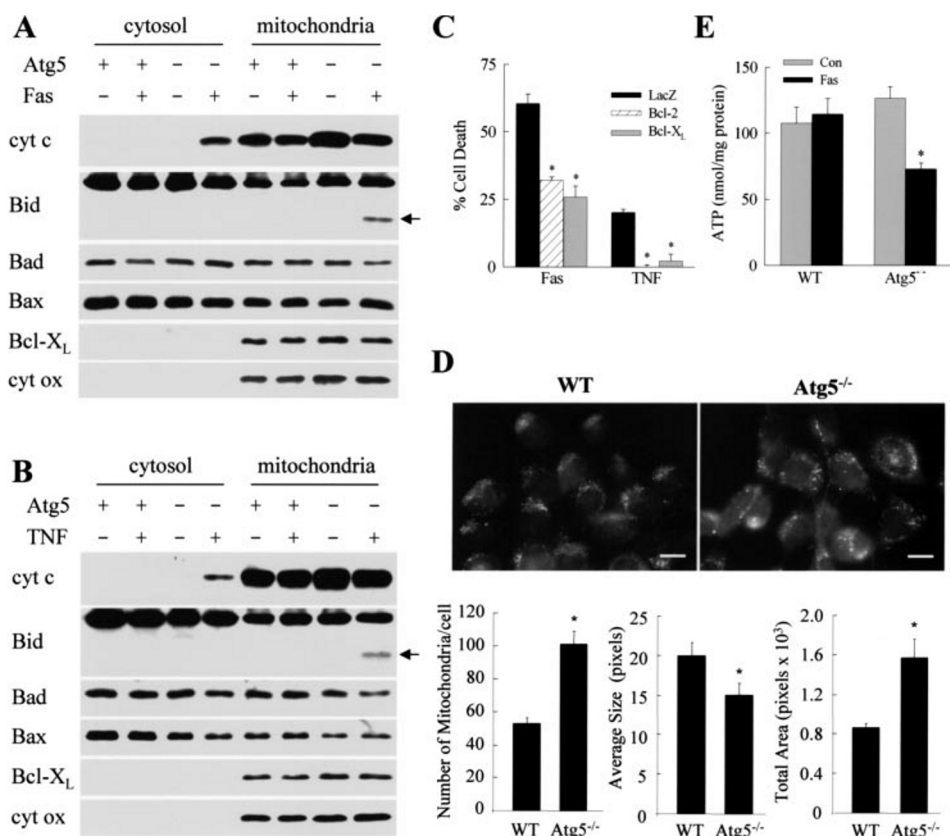 A
cytosol mitochondria
Atg5 + + − − + + − −
Fas − + − + − + − +
cyt c
Bid
Bad
Bax
Bcl-XL
cyt ox
B
cytosol mitochondria
Atg5 + + − − + + − −
TNF − + − + − + − +
cyt c
Bid
Bad
Bax
Bcl-XL
cyt ox
C
% Cell Death
75
50
25
0
LacZ
Bcl-2
Bcl-XL
* * * *
Fas TNF
E
ATP (nmol/mg protein)
150
100
50
0
Con
Fas
*
WT Atg5-/-
D
WT Atg5-/-
Number of Mitochondria/cell
120
100
80
60
40
20
0
*
WT Atg5-/-
Average Size (pixels)
25
20
15
10
5
0
*
WT Atg5-/-
Total Area (pixels x 10³)
1.8
1.6
1.2
0.8
0.4
0
*
WT Atg5-/-